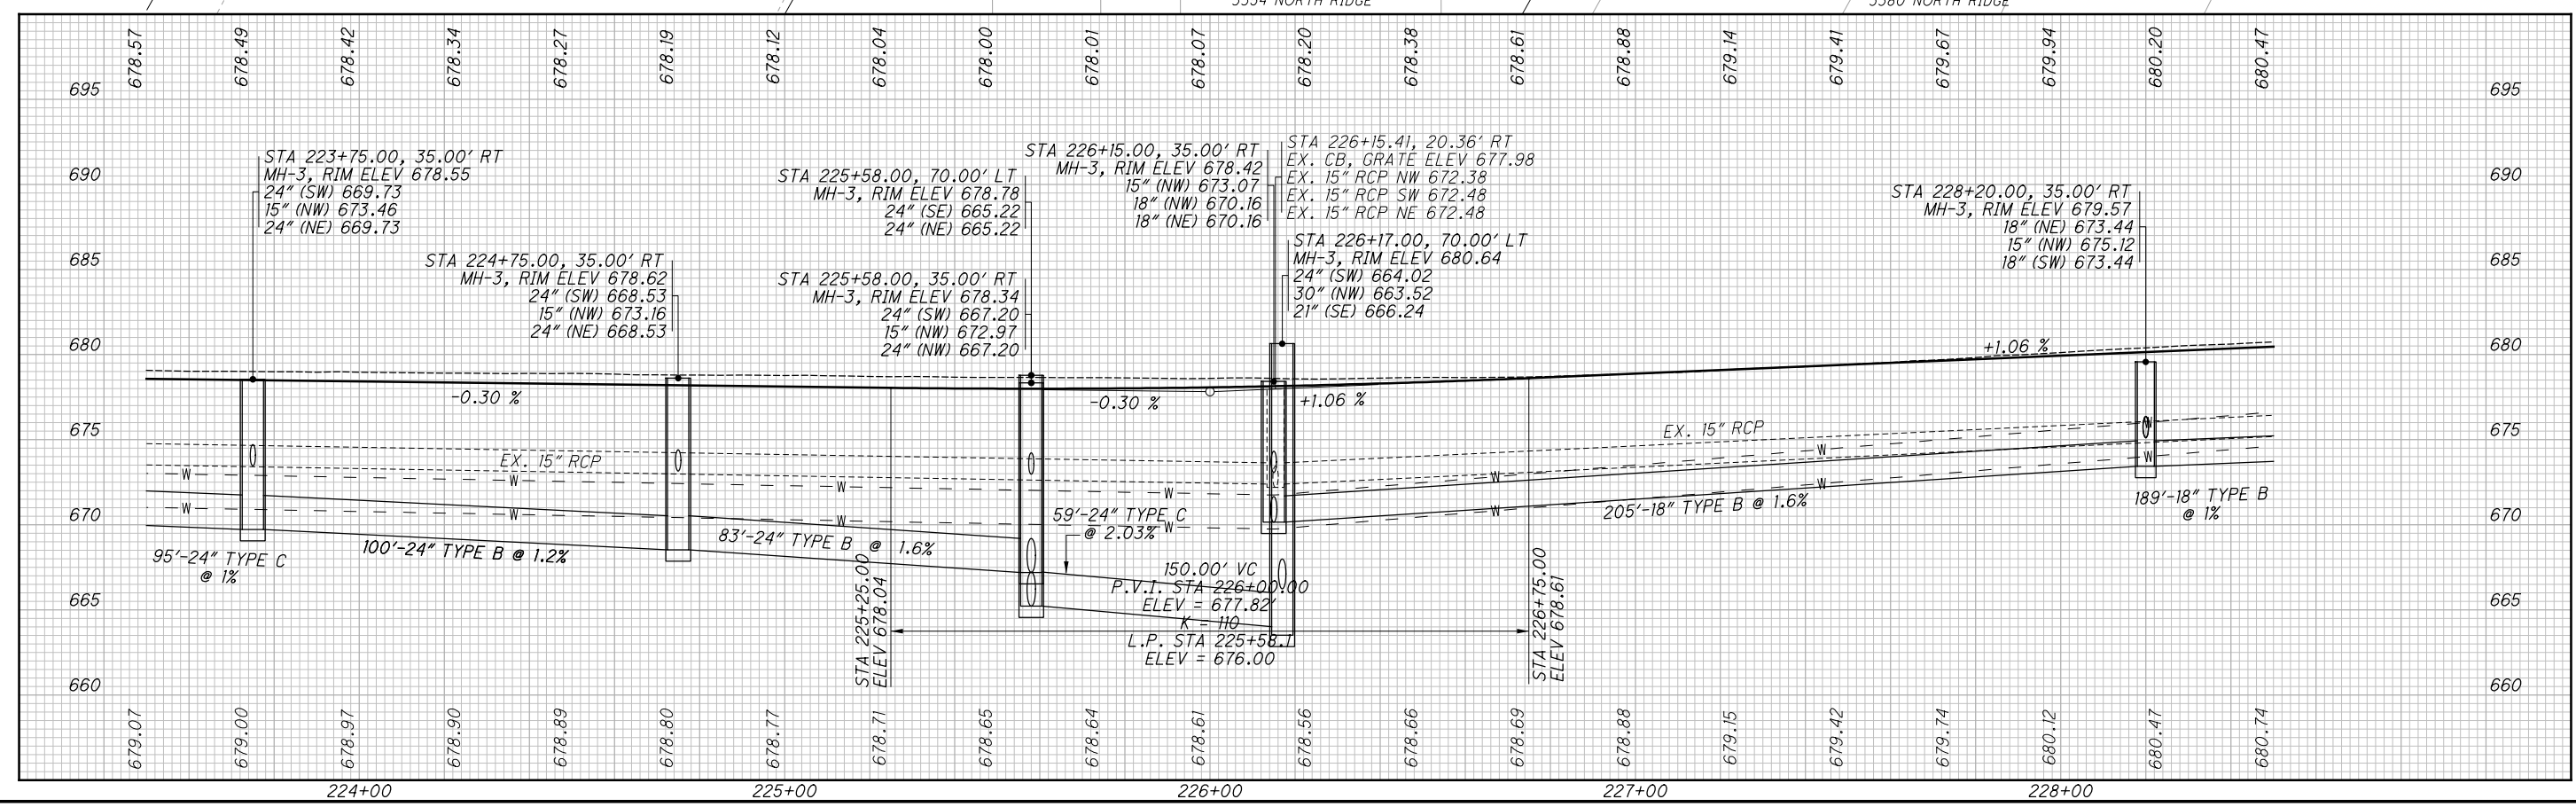 5554 NORTH RIDGE
5580 NORTH RIDGE
678.57 678.49 678.42 678.34 678.27 678.19 678.12 678.04 678.00 678.01 678.07 678.20 678.38 678.61 678.88 679.14 679.41 679.67 679.94 680.20 680.47
695 695
690 690
685 685
680 680
675 675
670 670
665 665
660 660
STA 223+75.00, 35.00' RT
MH-3, RIM ELEV 678.55
24" (SW) 669.73
15" (NW) 673.46
24" (NE) 669.73
STA 224+75.00, 35.00' RT
MH-3, RIM ELEV 678.62
24" (SW) 668.53
15" (NW) 673.16
24" (NE) 668.53
STA 225+58.00, 70.00' LT
MH-3, RIM ELEV 678.78
24" (SE) 665.22
24" (NE) 665.22
STA 225+58.00, 35.00' RT
MH-3, RIM ELEV 678.34
24" (SW) 667.20
15" (NW) 672.97
24" (NW) 667.20
STA 226+15.00, 35.00' RT
MH-3, RIM ELEV 678.42
15" (NW) 673.07
18" (NW) 670.16
18" (NE) 670.16
STA 226+15.41, 20.36' RT
EX. CB, GRATE ELEV 677.98
EX. 15" RCP NW 672.38
EX. 15" RCP SW 672.48
EX. 15" RCP NE 672.48
STA 226+17.00, 70.00' LT
MH-3, RIM ELEV 680.64
24" (SW) 664.02
30" (NW) 663.52
21" (SE) 666.24
STA 228+20.00, 35.00' RT
MH-3, RIM ELEV 679.57
18" (NE) 673.44
15" (NW) 675.12
18" (SW) 673.44
-0.30 %
-0.30 %
+1.06 %
+1.06 %
EX. 15" RCP
EX. 15" RCP
W W W W W W
W W W W W W W
W
95'-24" TYPE C
@ 1%
100'-24" TYPE B @ 1.2%
83'-24" TYPE B @ 1.6%
59'-24" TYPE C
@ 2.03%
205'-18" TYPE B @ 1.6%
189'-18" TYPE B
@ 1%
STA 225+25.00
ELEV 678.04
150.00' VC
P.V.I. STA 226+00.00
ELEV = 677.82'
K = 110
L.P. STA 225+58.1
ELEV = 676.00
STA 226+75.00
ELEV 678.61
679.07 679.00 678.97 678.90 678.89 678.80 678.77 678.71 678.65 678.64 678.61 678.56 678.66 678.69 678.88 679.15 679.42 679.74 680.12 680.47 680.74
224+00 225+00 226+00 227+00 228+00